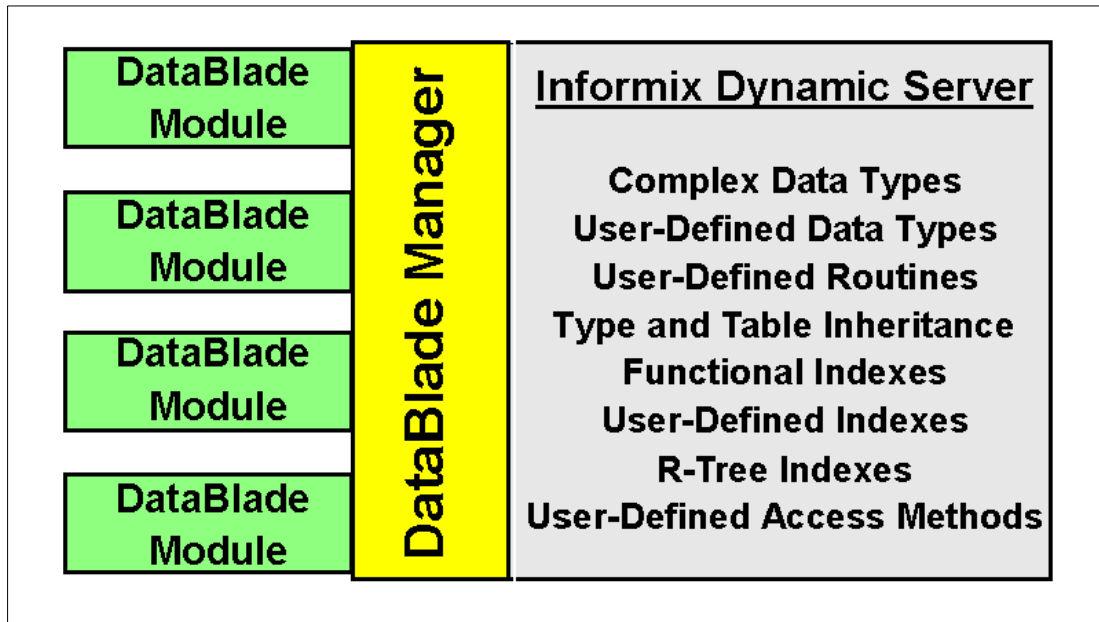 DataBlade
Module
DataBlade
Module
DataBlade
Module
DataBlade
Module
DataBlade Manager
Informix Dynamic Server
Complex Data Types
User-Defined Data Types
User-Defined Routines
Type and Table Inheritance
Functional Indexes
User-Defined Indexes
R-Tree Indexes
User-Defined Access Methods